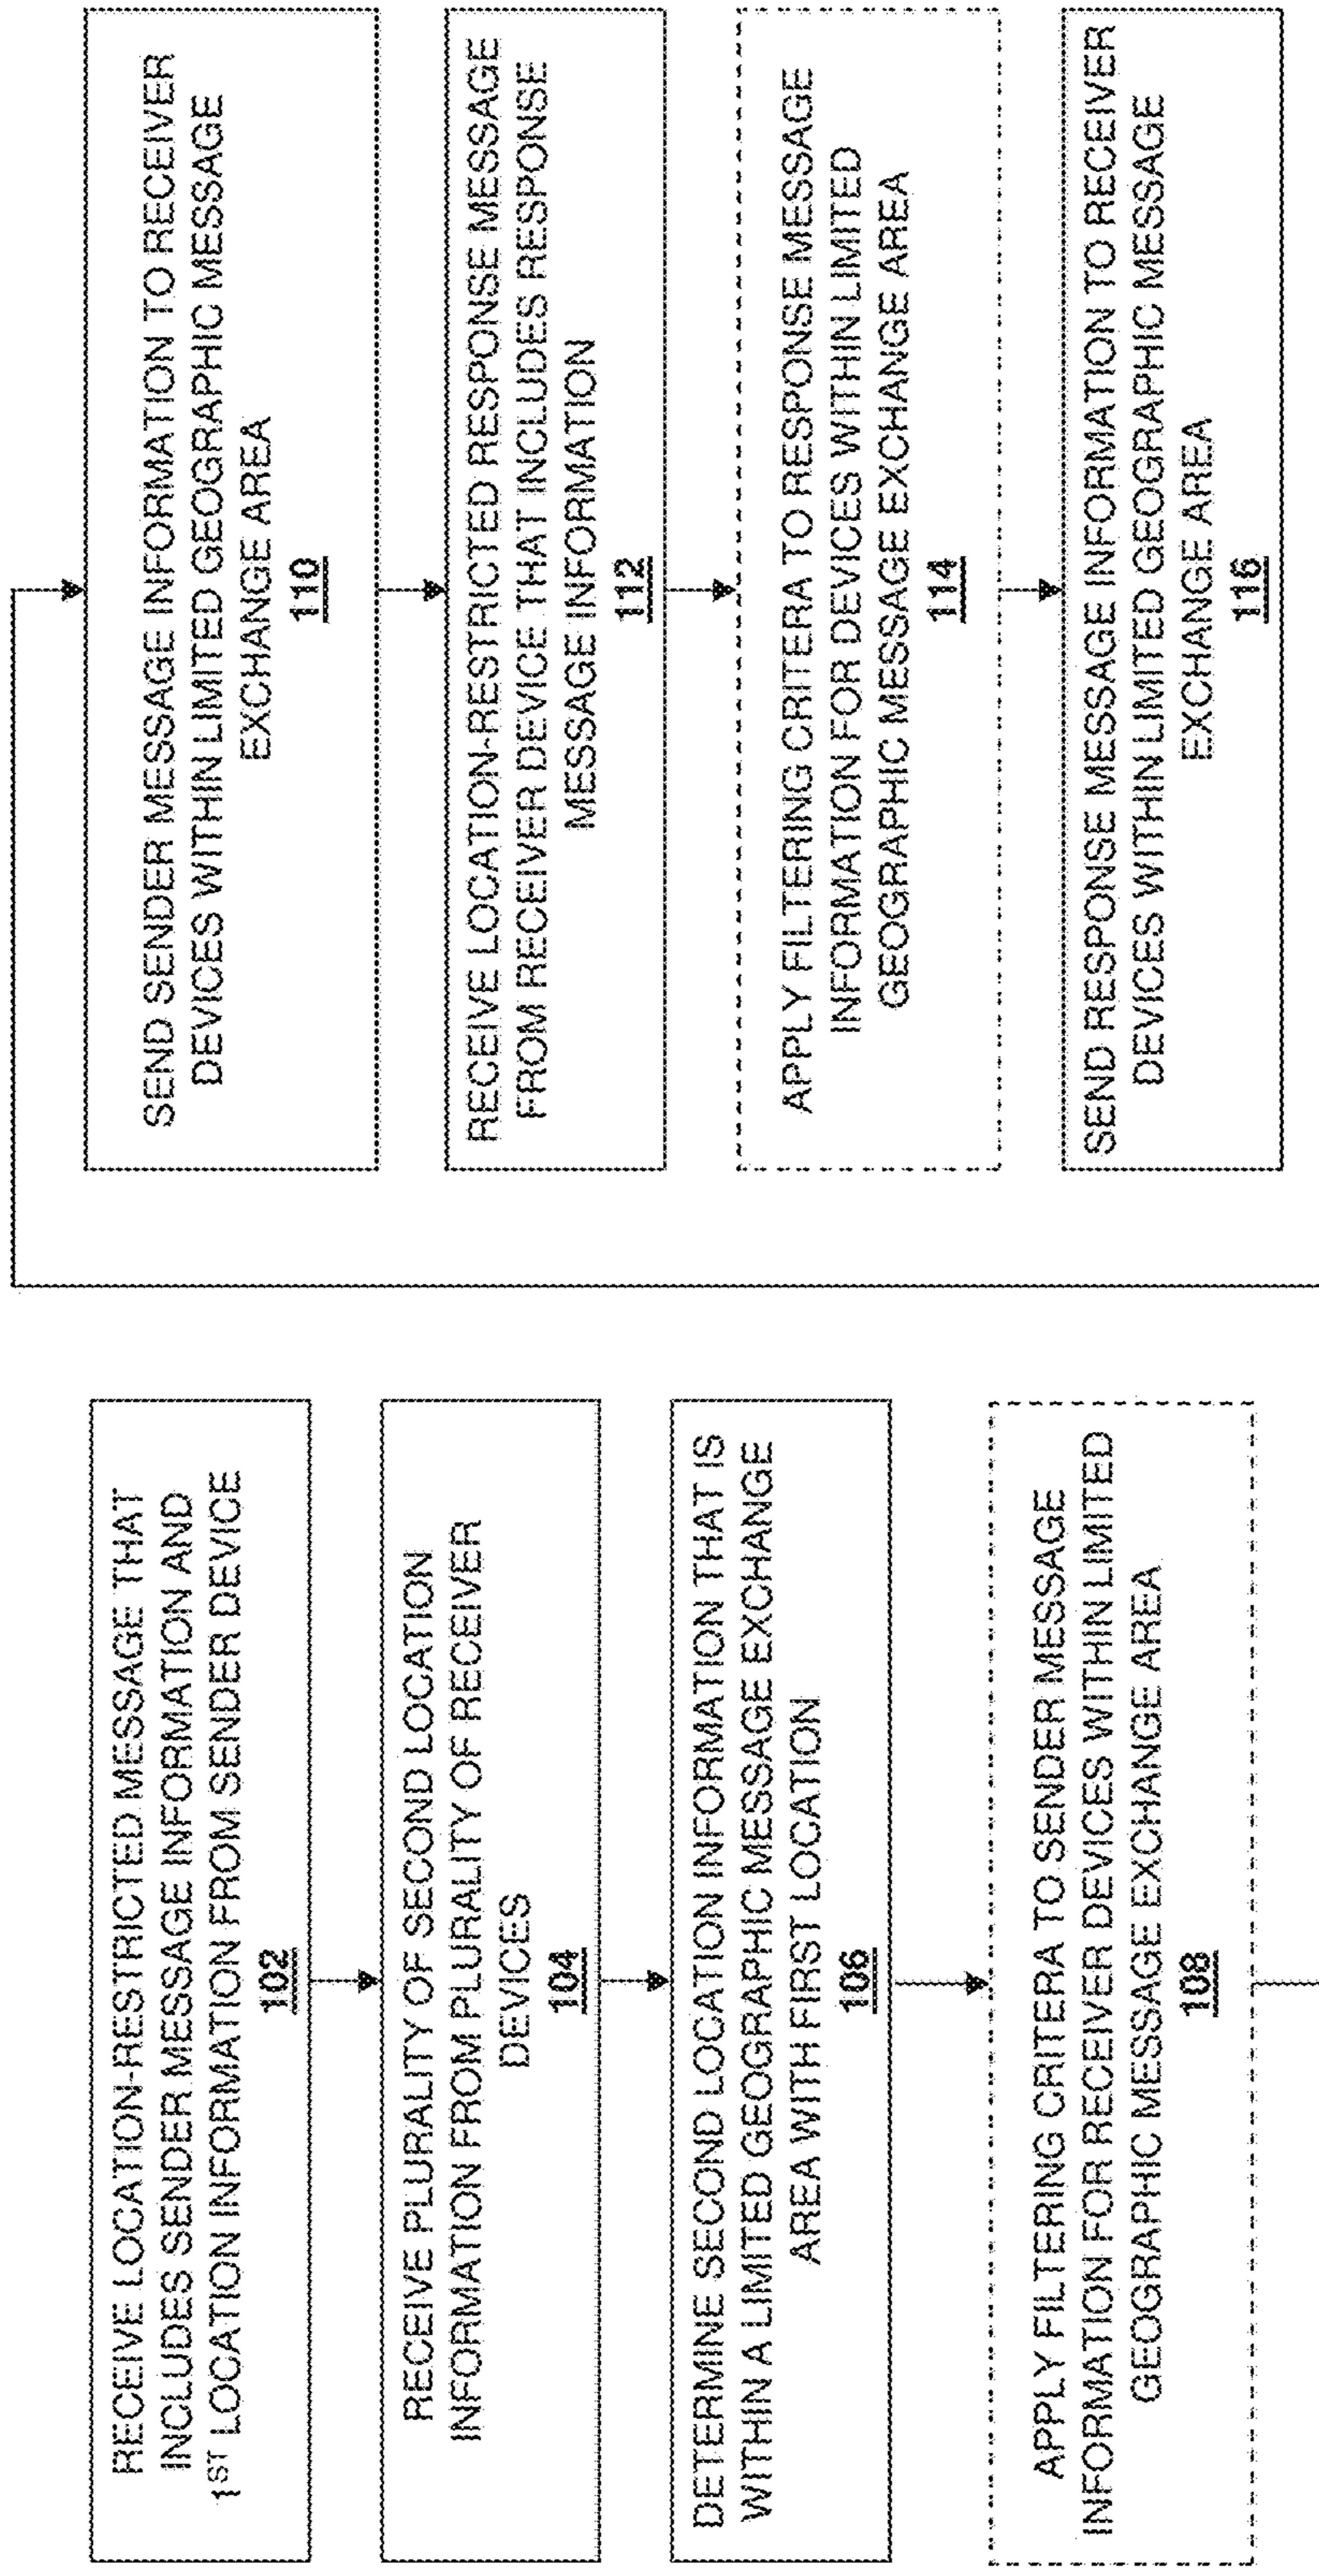 RECEIVE LOCATION-RESTRICTED MESSAGE THAT
INCLUDES SENDER MESSAGE INFORMATION AND
1ST LOCATION INFORMATION FROM SENDER DEVICE
102
RECEIVE PLURALITY OF SECOND LOCATION
INFORMATION FROM PLURALITY OF RECEIVER
DEVICES
104
DETERMINE SECOND LOCATION INFORMATION THAT IS
WITHIN A LIMITED GEOGRAPHIC MESSAGE EXCHANGE
AREA WITH FIRST LOCATION
106
APPLY FILTERING CRITERA TO SENDER MESSAGE
INFORMATION FOR RECEIVER DEVICES WITHIN LIMITED
GEOGRAPHIC MESSAGE EXCHANGE AREA
108
SEND SENDER MESSAGE INFORMATION TO RECEIVER
DEVICES WITHIN LIMITED GEOGRAPHIC MESSAGE
EXCHANGE AREA
110
RECEIVE LOCATION-RESTRICTED RESPONSE MESSAGE
FROM RECEIVER DEVICE THAT INCLUDES RESPONSE
MESSAGE INFORMATION
112
APPLY FILTERING CRITERA TO RESPONSE MESSAGE
INFORMATION FOR DEVICES WITHIN LIMITED
GEOGRAPHIC MESSAGE EXCHANGE AREA
114
SEND RESPONSE MESSAGE INFORMATION TO RECEIVER
DEVICES WITHIN LIMITED GEOGRAPHIC MESSAGE
EXCHANGE AREA
116